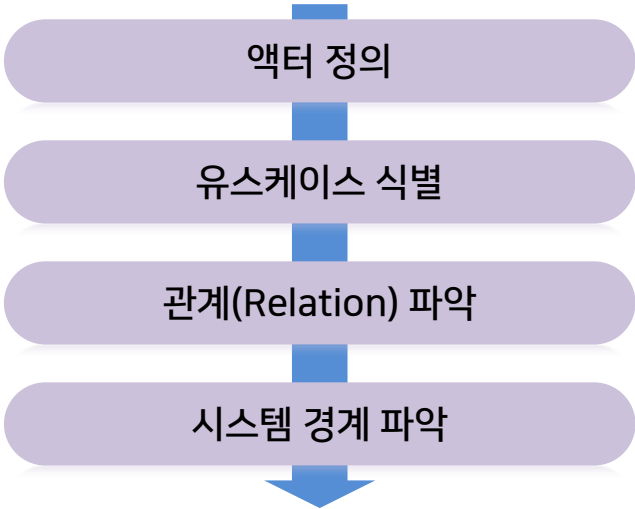 액터 정의
유스케이스 식별
관계(Relation) 파악
시스템 경계 파악